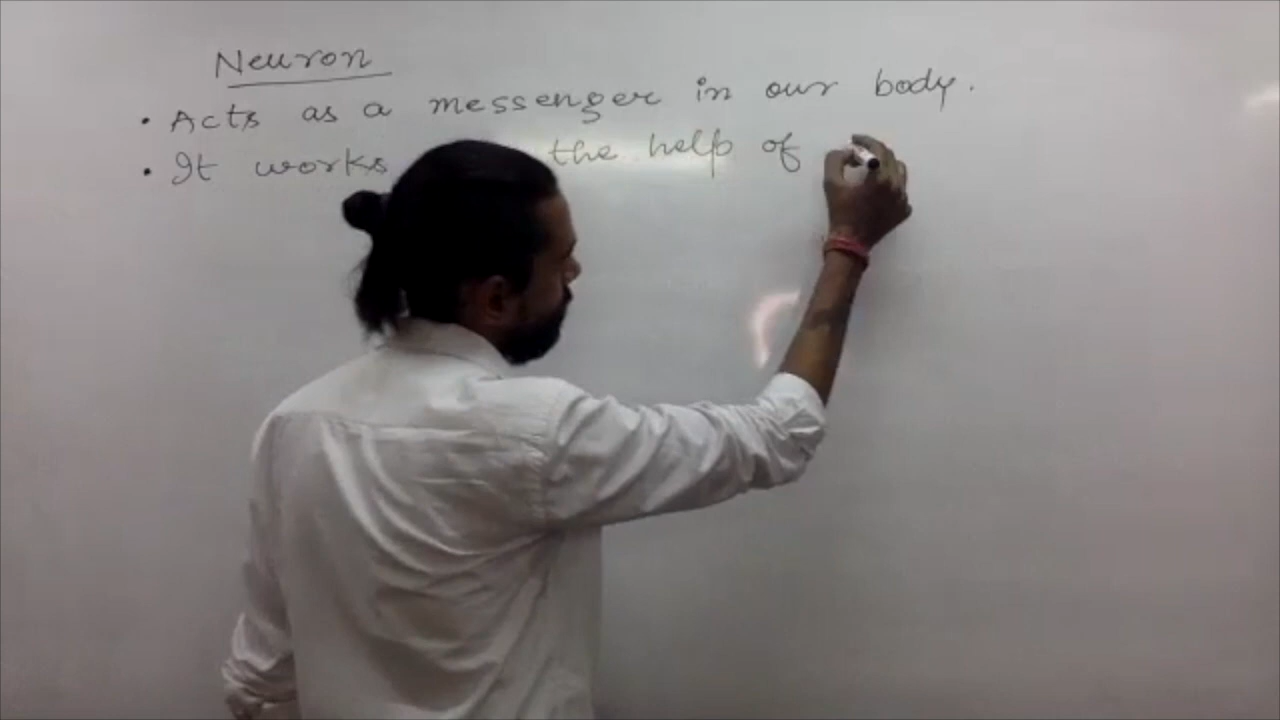 Neuron
• Acts as a messenger in our body.
• It works the help of